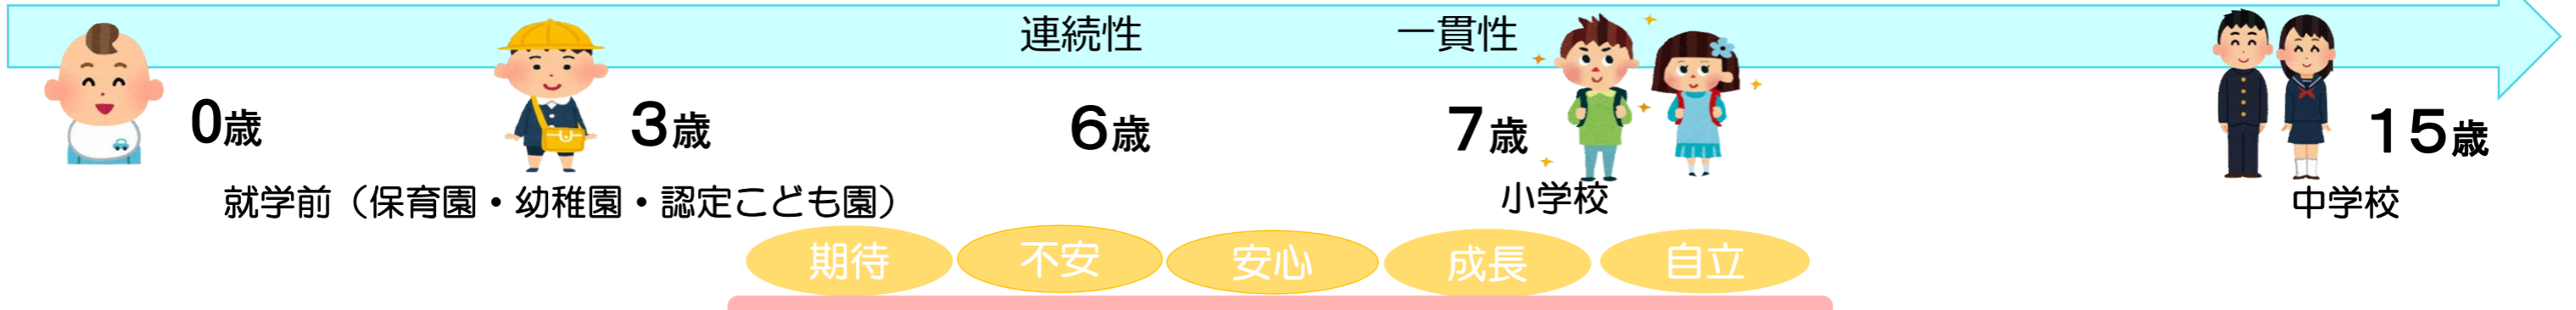 連続性 一貫性
0歳 3歳 6歳 7歳 15歳
就学前（保育園・幼稚園・認定こども園） 小学校 中学校
期待 不安 安心 成長 自立